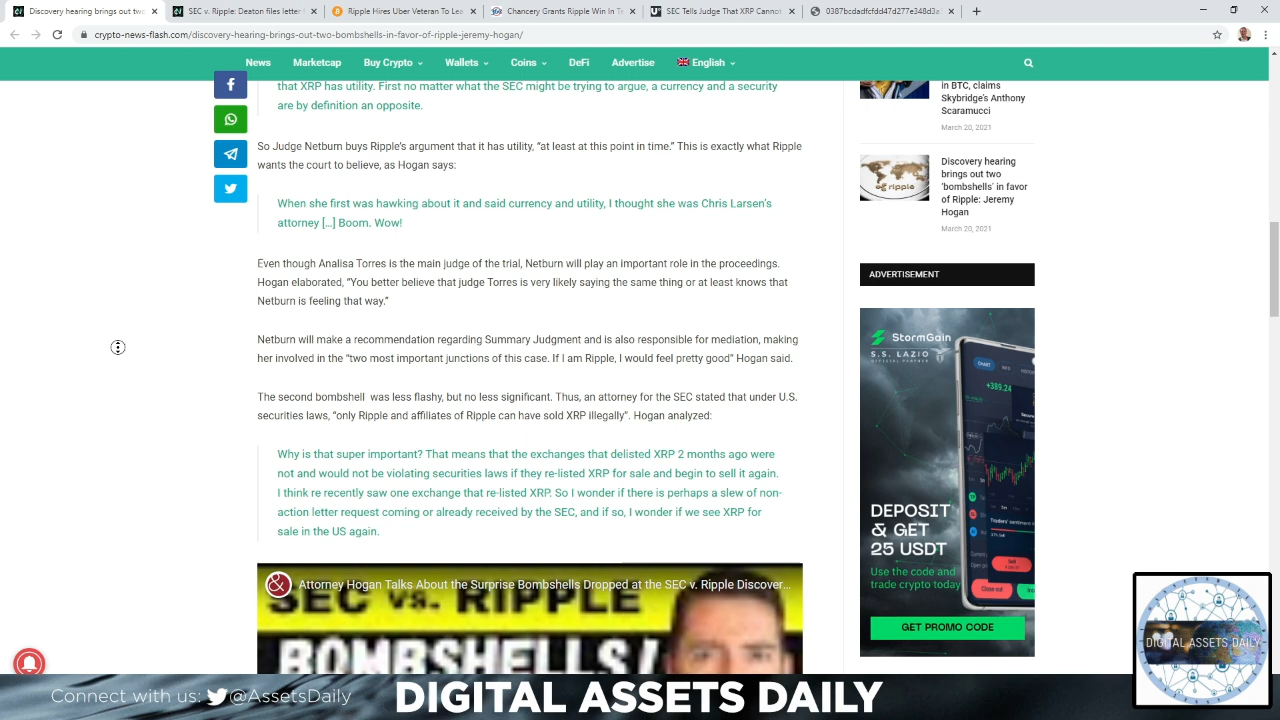 Discovery hearing brings o
SEC v. Ripple: Discovery h
Bitcoin Latest News Top
Chancery Grants Ripple Win In T
SEC Tells Judge That XRP Cannot
0387bcdadc2dfc4d77e348d3al
crypto-news-flash.com/discovery-hearing-brings-out-two-bombshells-in-favor-of-ripple-jeremy-hogan/
News Market Buy Crypto Wallets Coins DeFi Advertise English
that XRP has utility. First no matter what the SEC might be trying to argue, a currency and a security
are by definition an opposite.
So Judge Netburn buys Ripple's argument that it has utility, "at least at this point in time." This is exactly what Ripple
wants the court to believe, as Hogan says:
When she first was hawking about it and said currency and utility, I thought she was Chris Larsen's
attorney […] Boom. Wow!
Even though Analisa Torres is the main judge of the trial, Netburn will play an important role in the proceedings.
Hogan elaborated, "You better believe that judge Torres is very likely saying the same thing or at least knows that
Netburn is feeling that way."
Netburn will make a recommendation regarding Summary Judgment and is also responsible for mediation, making
her involved in the "two most important junctions of this case. If I am Ripple, I would feel pretty good" Hogan said.
The second bombshell was less flashy, but no less significant. Thus, an attorney for the SEC stated that under U.S.
securities laws, "only Ripple and affiliates of Ripple can have sold XRP illegally". Hogan analyzed:
Why is that super important? That means that the exchanges that delisted XRP 2 months ago were
not and would not be violating securities laws if they re-listed XRP for sale and begin to sell it again.
I think re recently saw one exchange that re-listed XRP. So I wonder if there is perhaps a slew of non-
action letter request coming or already received by the SEC, and if so, I wonder if we see XRP for
sale in the US again.
Attorney Hogan Talks About the Surprise Bombshells Dropped at the SEC v. Ripple Discover...
in BTC, claims
Skybridge's Anthony
Scaramucci
March 20, 2021
Discovery hearing
brings out two
'bombshells' in favor
of Ripple: Jeremy
Hogan
March 20, 2021
ADVERTISEMENT
StormGain
S.S. LAZIO
OFFICIAL PARTNER
CHART
+389.24
DEPOSIT
& GET
25 USDT
Use the code and
trade crypto today
GET PROMO CODE
DIGITAL ASSETS DAILY
Connect with us: @AssetsDaily
DIGITAL ASSETS DAILY